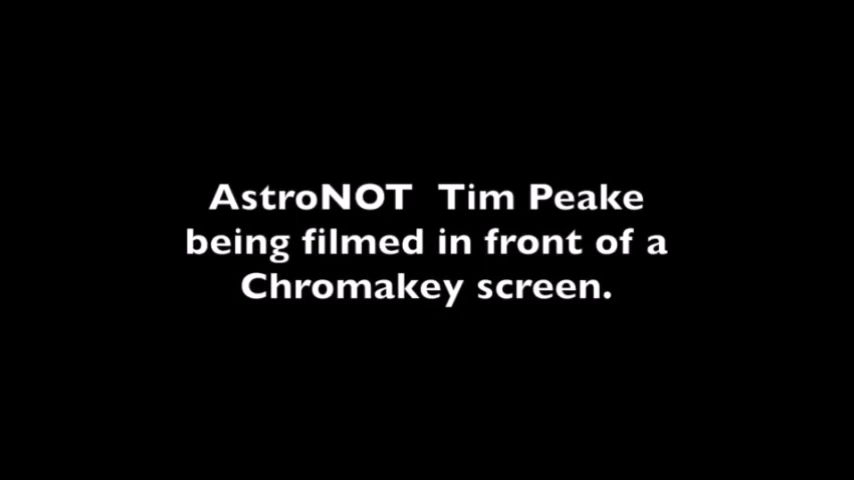 AstroNOT Tim Peake
being filmed in front of a
Chromakey screen.